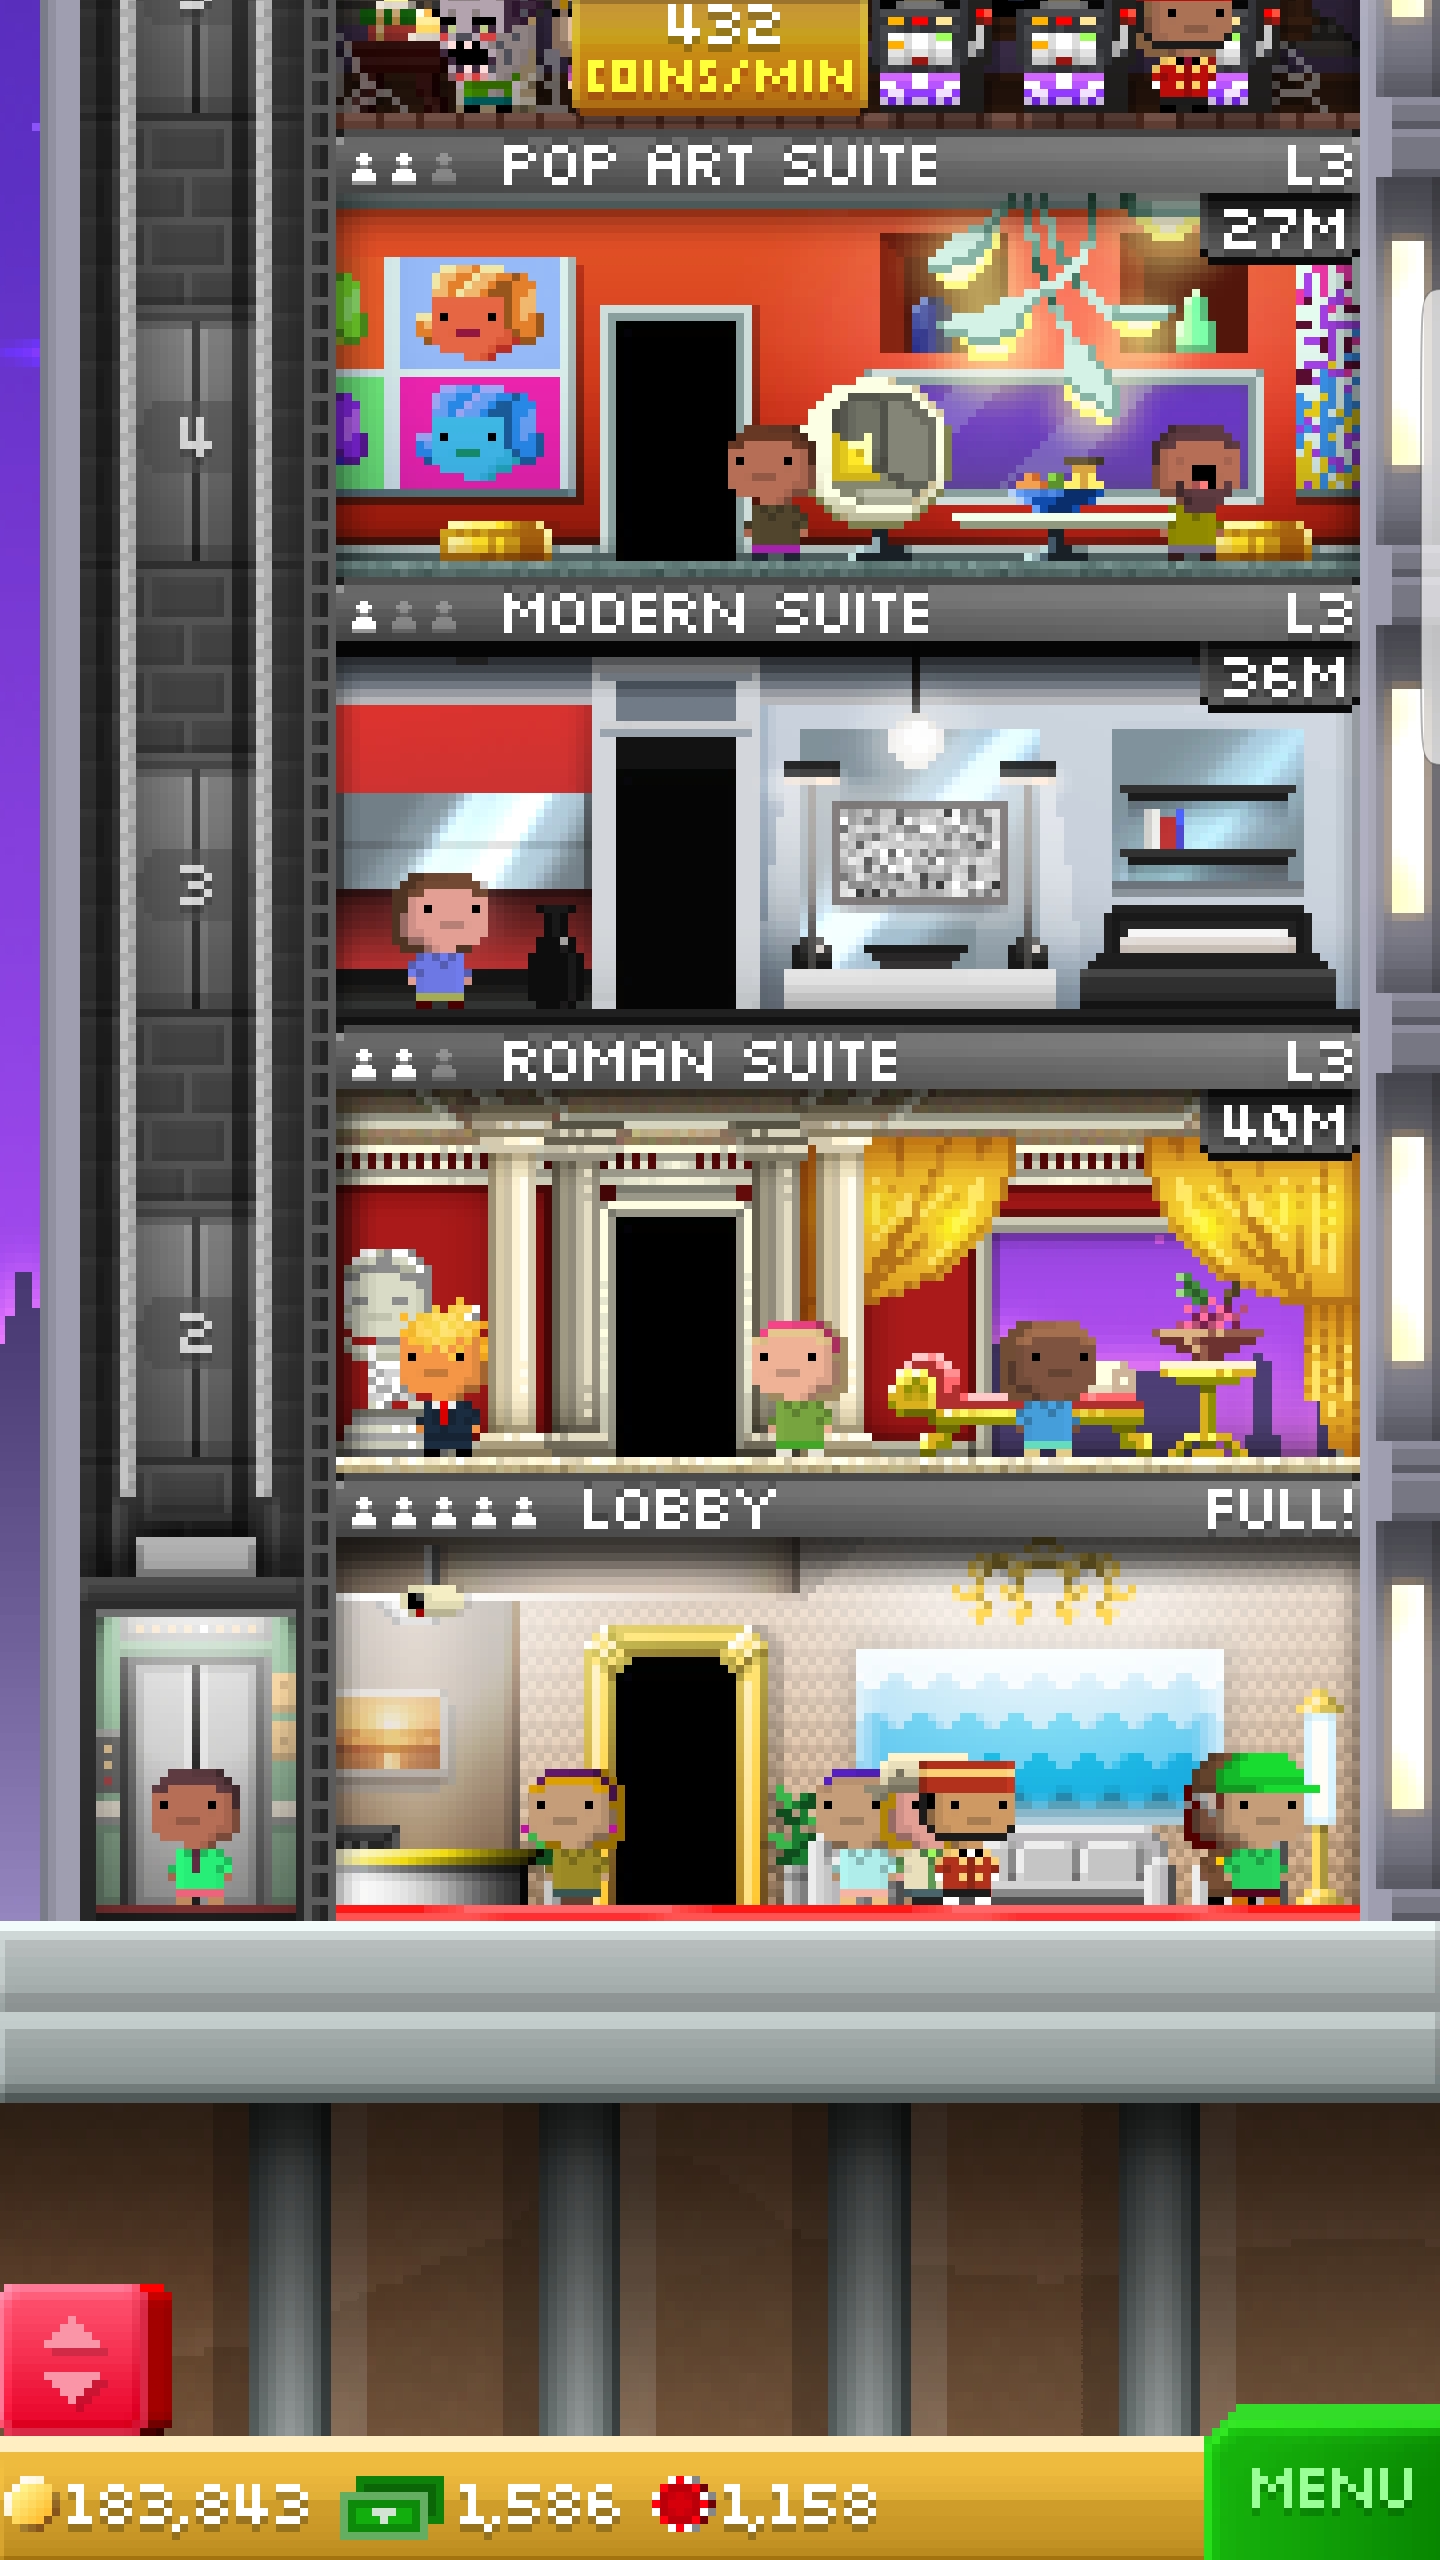 432
COINS/MIN
POP ART SUITE L3
27M
4
MODERN SUITE L3
36M
3
ROMAN SUITE L3
40M
2
LOBBY FULL!
MENU
183,843 1,586 1,158